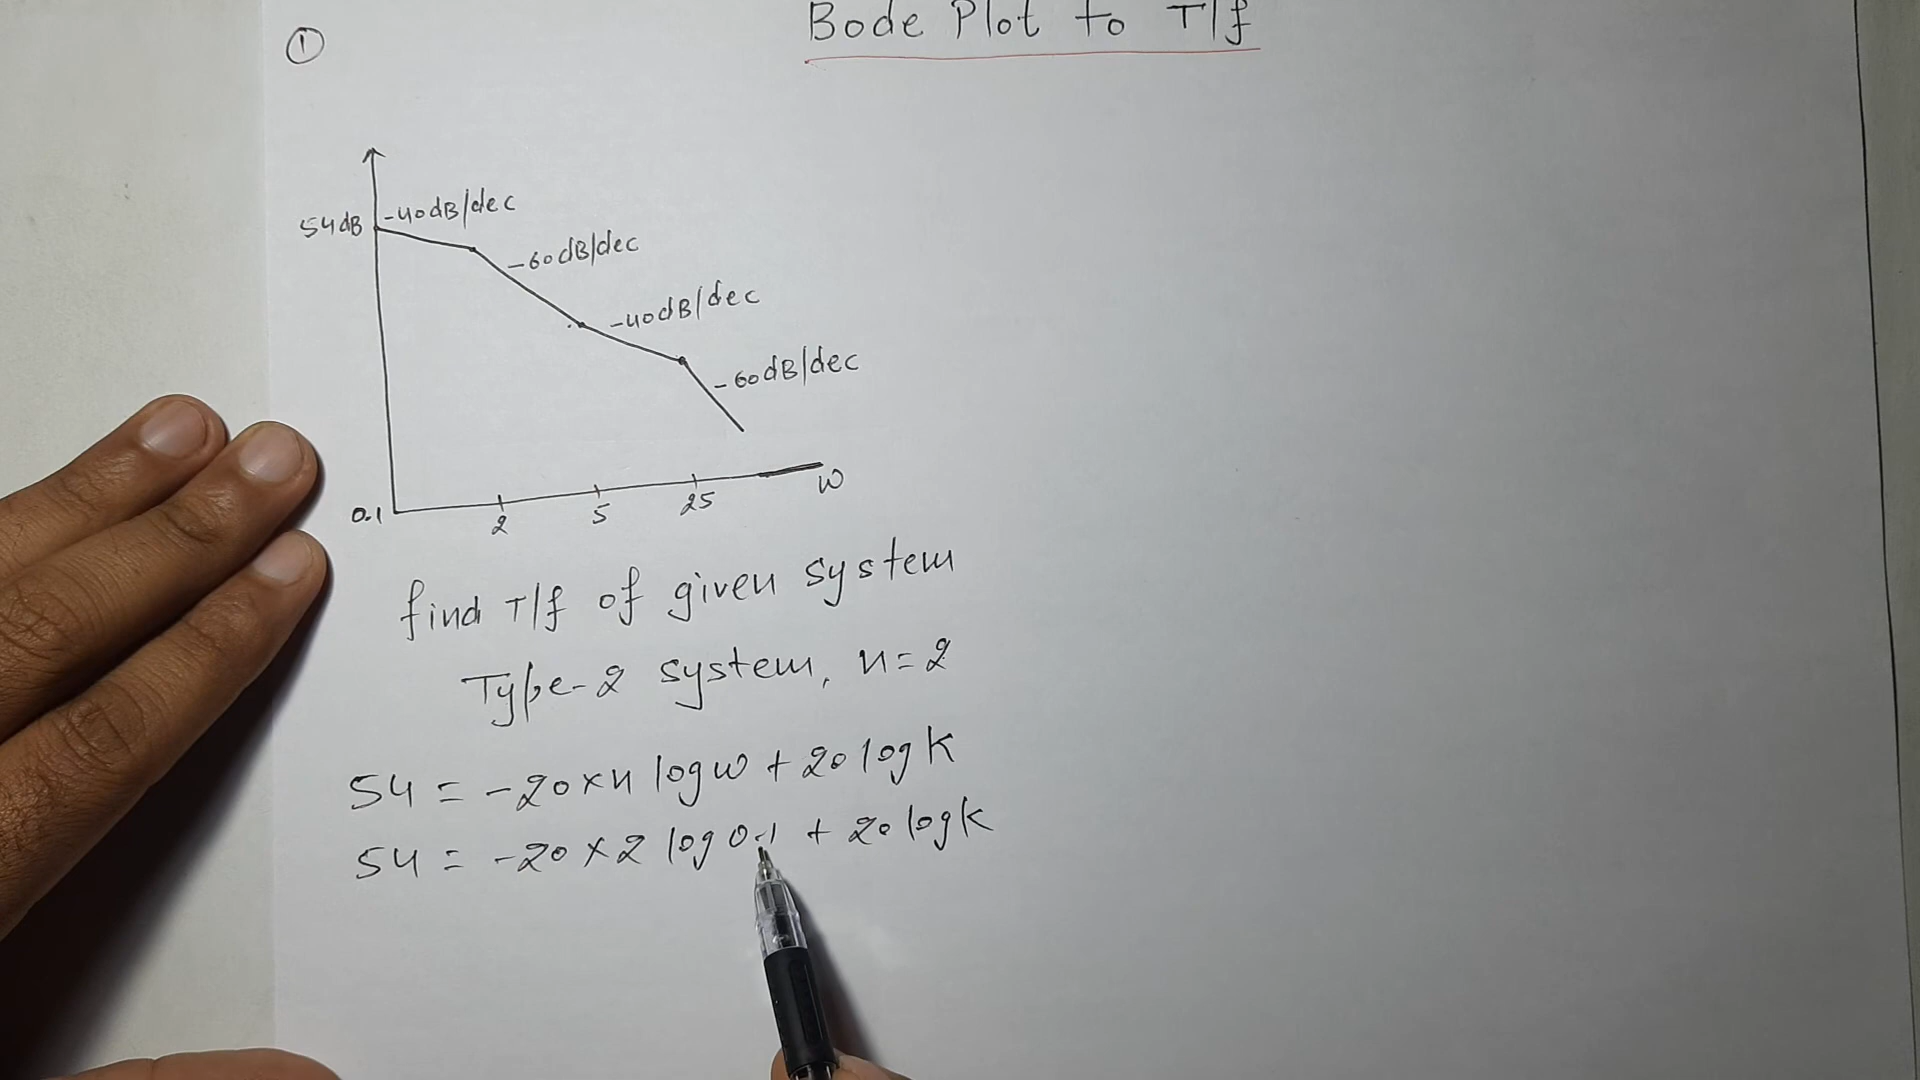 Bode Plot to T/f
①
54dB
-40dB/dec
-60dB/dec
-40dB/dec
-60dB/dec
0.1
2
5
25
ω
find T/f of given system
Type-2 system, n=2
54 = -20×n logω + 20 log K
54 = -20 × 2 log 0.1 + 20 log K